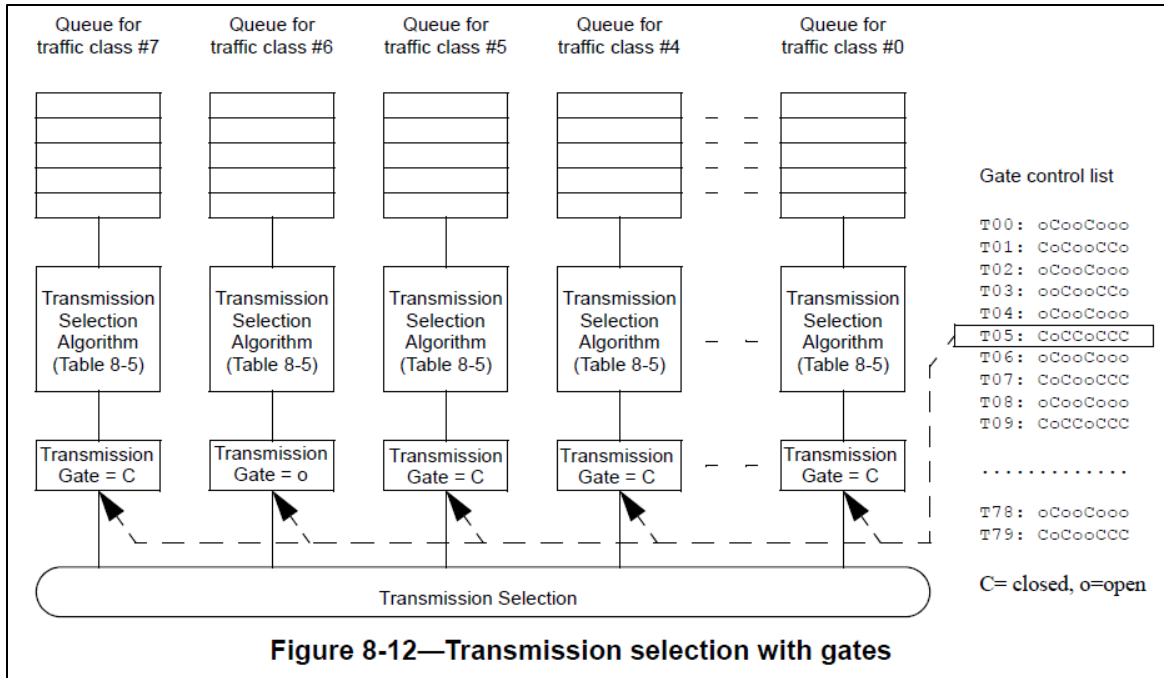 Queue for
traffic class #7
Queue for
traffic class #6
Queue for
traffic class #5
Queue for
traffic class #4
Queue for
traffic class #0
Transmission
Selection
Algorithm
(Table 8-5)
Transmission
Selection
Algorithm
(Table 8-5)
Transmission
Selection
Algorithm
(Table 8-5)
Transmission
Selection
Algorithm
(Table 8-5)
Transmission
Selection
Algorithm
(Table 8-5)
Transmission
Gate = C
Transmission
Gate = o
Transmission
Gate = C
Transmission
Gate = C
Transmission
Gate = C
Transmission Selection
Gate control list
T00: oCooCooo
T01: CoCooCCo
T02: oCooCooo
T03: ooCooCCo
T04: oCooCooo
T05: CoCCoCCC
T06: oCooCooo
T07: CoCooCCC
T08: oCooCooo
T09: CoCCoCCC
.............
T78: oCooCooo
T79: CoCooCCC
C= closed, o=open
Figure 8-12—Transmission selection with gates